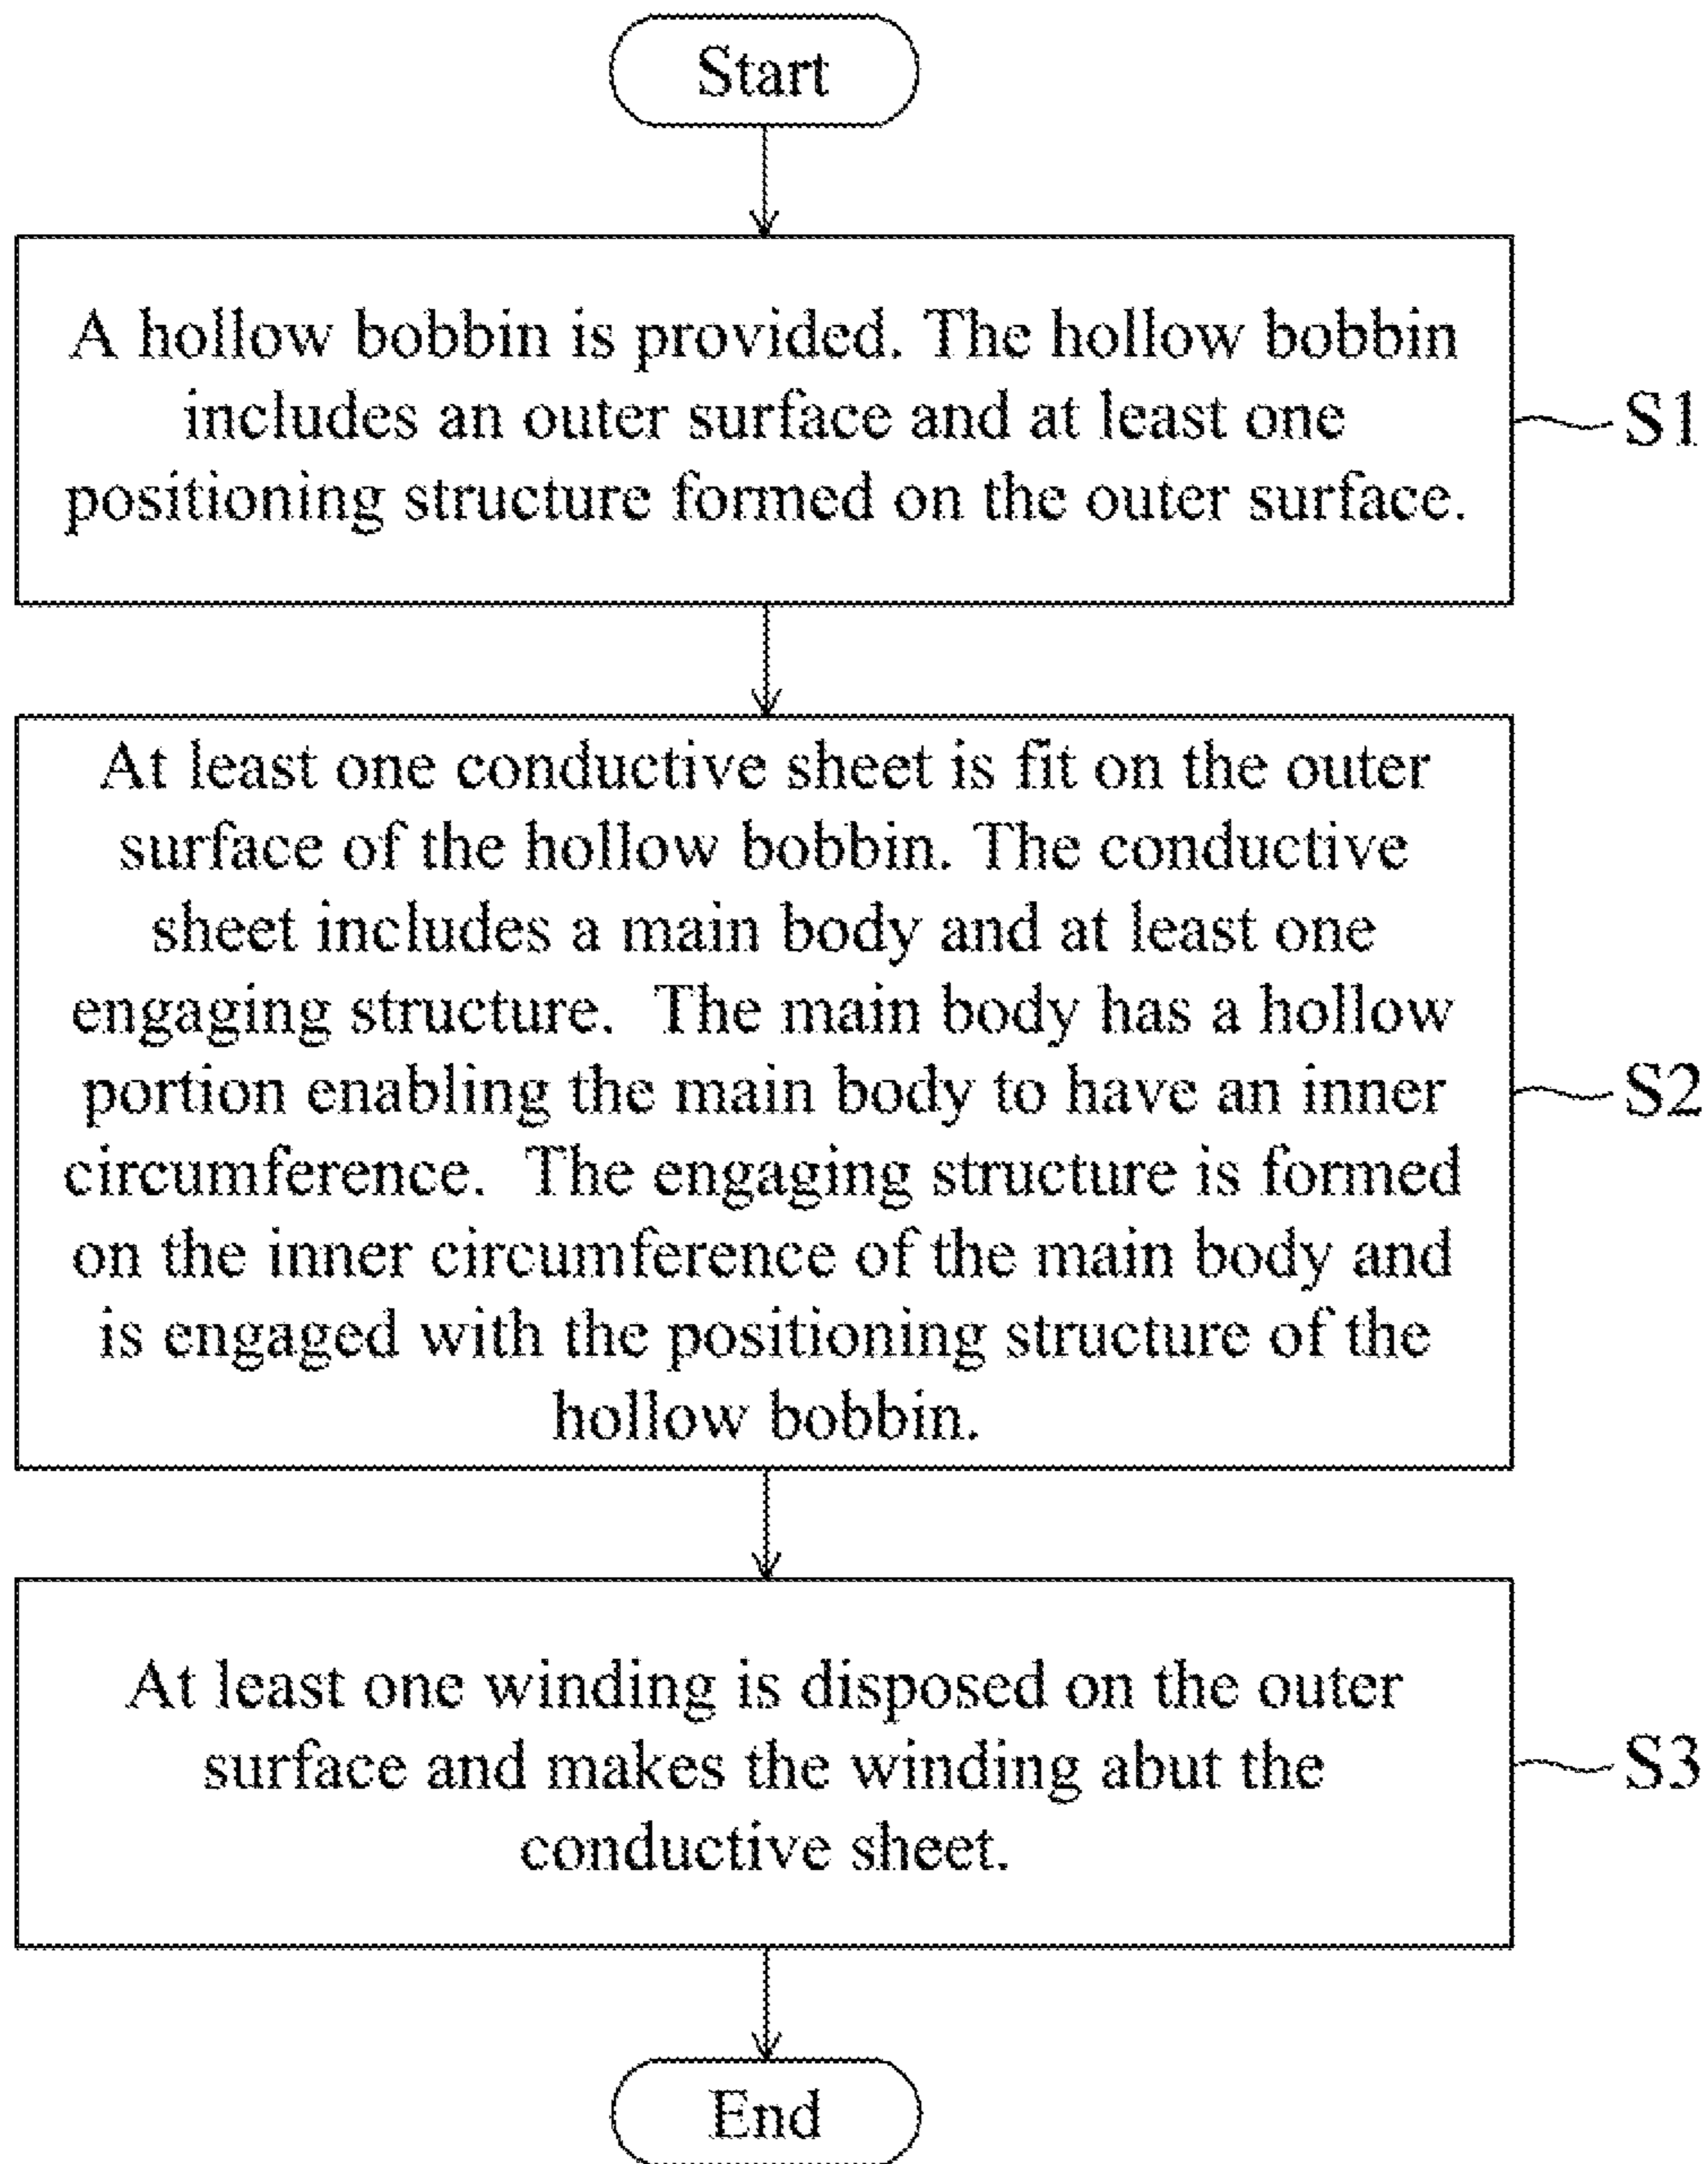 Start
A hollow bobbin is provided. The hollow bobbin
includes an outer surface and at least one
positioning structure formed on the outer surface.
S1
At least one conductive sheet is fit on the outer
surface of the hollow bobbin. The conductive
sheet includes a main body and at least one
engaging structure.  The main body has a hollow
portion enabling the main body to have an inner
circumference.  The engaging structure is formed
on the inner circumference of the main body and
is engaged with the positioning structure of the
hollow bobbin.
S2
At least one winding is disposed on the outer
surface and makes the winding abut the
conductive sheet.
S3
End